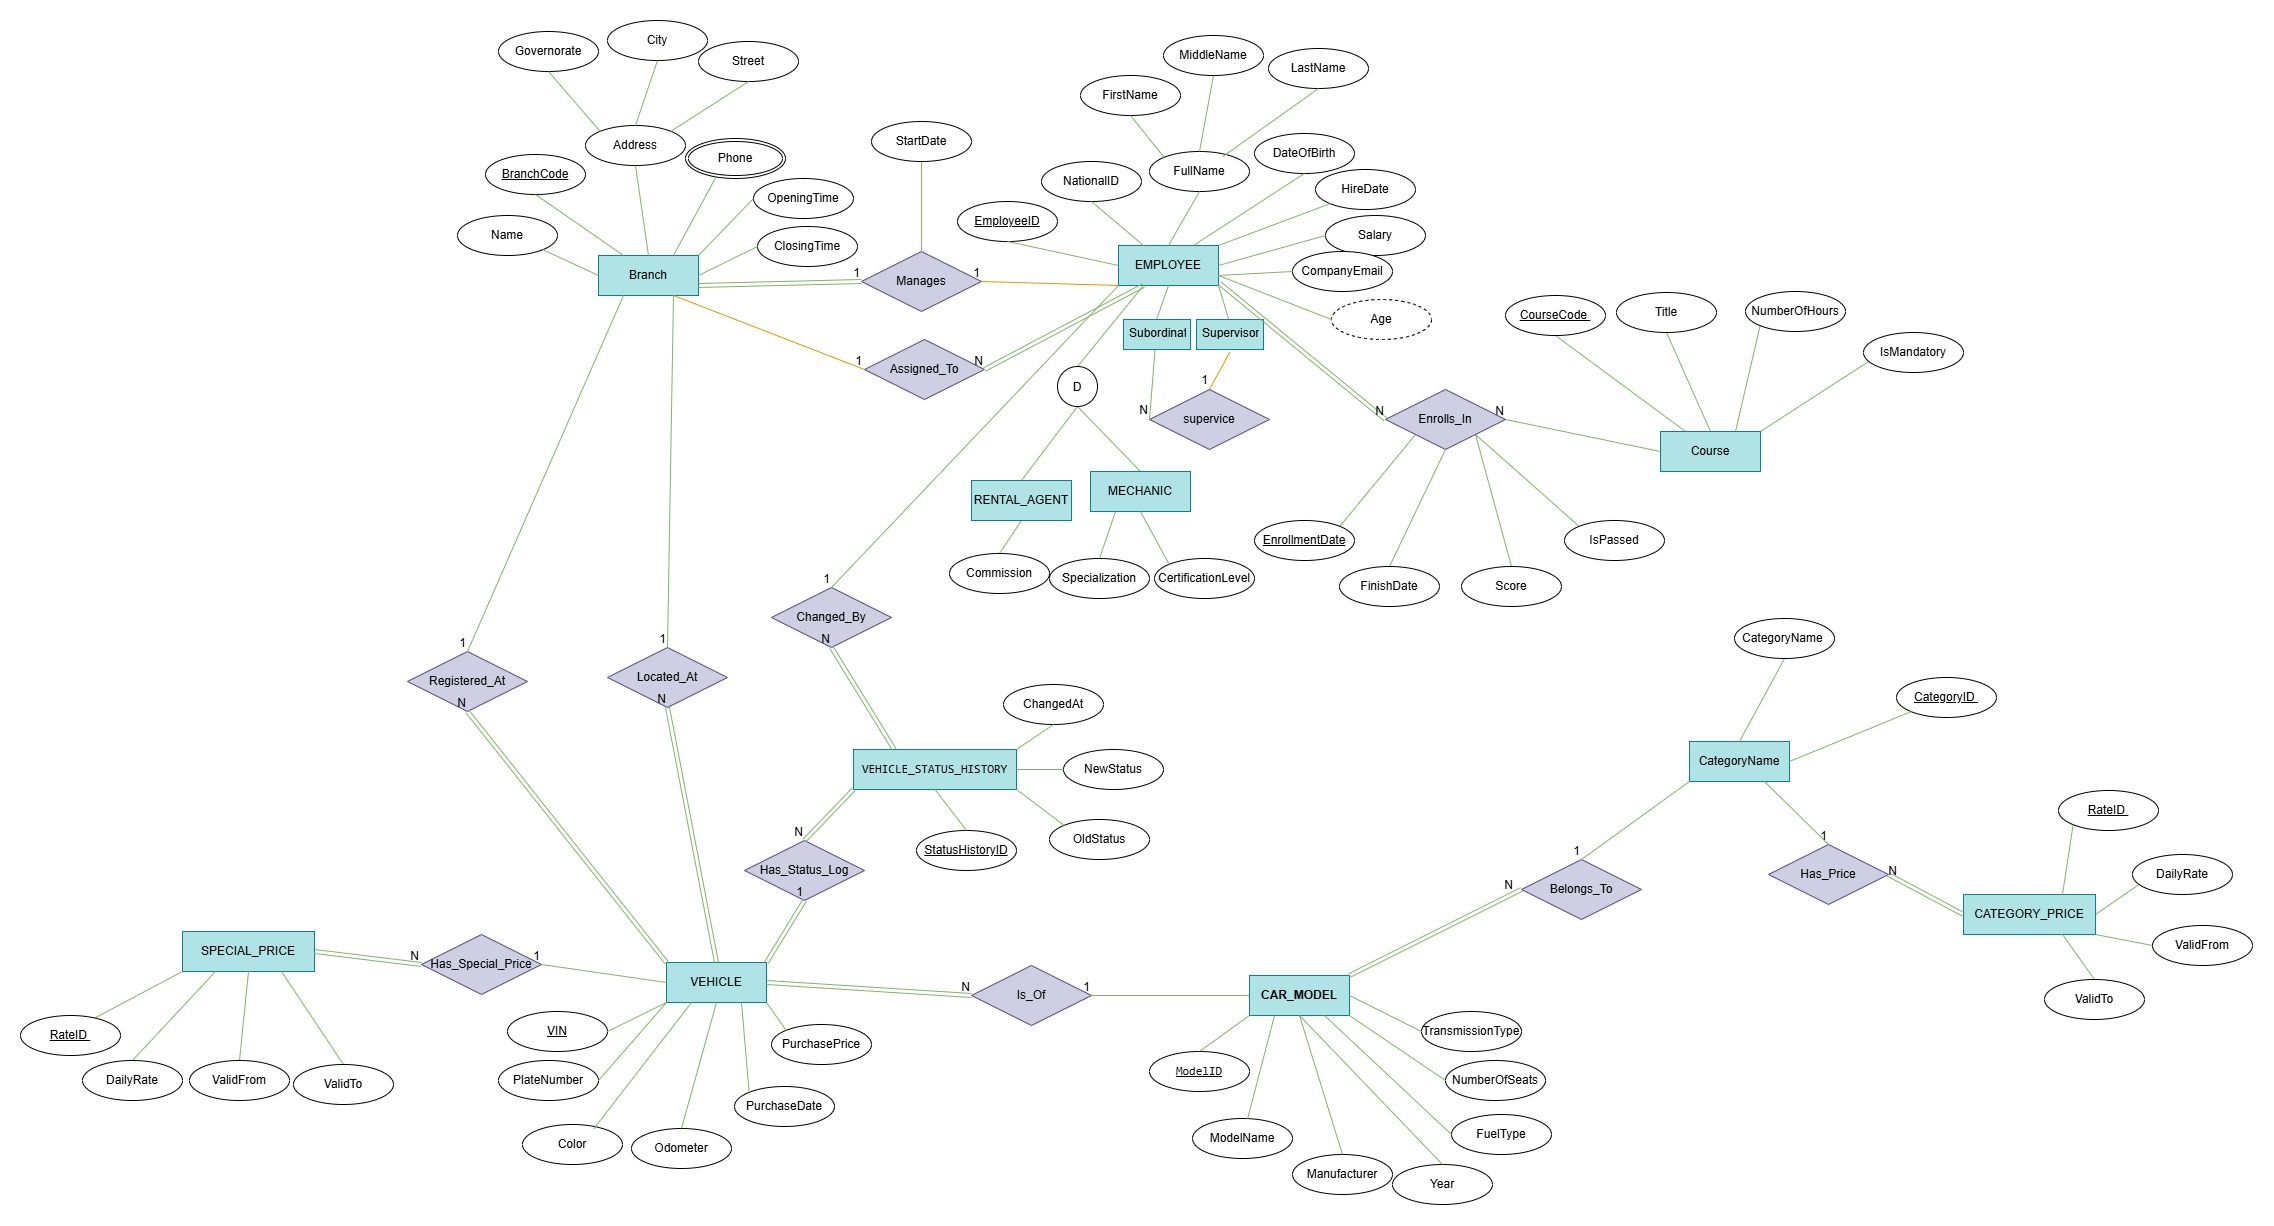 Governorate
City
Street
Address
Phone
BranchCode
OpeningTime
Name
ClosingTime
Branch
StartDate
1
Manages
1
1
Assigned_To
N
MiddleName
LastName
FirstName
DateOfBirth
FullName
NationalID
HireDate
EmployeeID
Salary
EMPLOYEE
CompanyEmail
Age
Subordinat
Supervisor
1
N
supervice
D
RENTAL_AGENT
MECHANIC
Commission
Specialization
CertificationLevel
N
Enrolls_In
N
EnrollmentDate
FinishDate
Score
IsPassed
CourseCode
Title
NumberOfHours
IsMandatory
Course
1
Changed_By
N
1
Registered_At
N
1
Located_At
N
ChangedAt
VEHICLE_STATUS_HISTORY
NewStatus
OldStatus
StatusHistoryID
N
Has_Status_Log
1
CategoryName
CategoryID
CategoryName
1
Belongs_To
N
1
Has_Price
N
RateID
DailyRate
CATEGORY_PRICE
ValidFrom
ValidTo
SPECIAL_PRICE
N
Has_Special_Price
1
RateID
DailyRate
ValidFrom
ValidTo
VEHICLE
VIN
PlateNumber
Color
Odometer
PurchaseDate
PurchasePrice
N
Is_Of
1
CAR_MODEL
TransmissionType
ModelID
NumberOfSeats
ModelName
FuelType
Manufacturer
Year